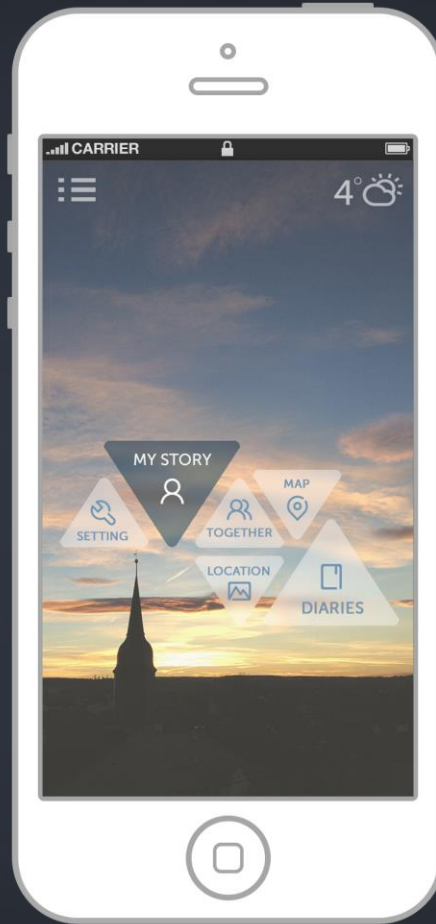 CARRIER
4°
MY STORY
MAP
SETTING
TOGETHER
LOCATION
DIARIES